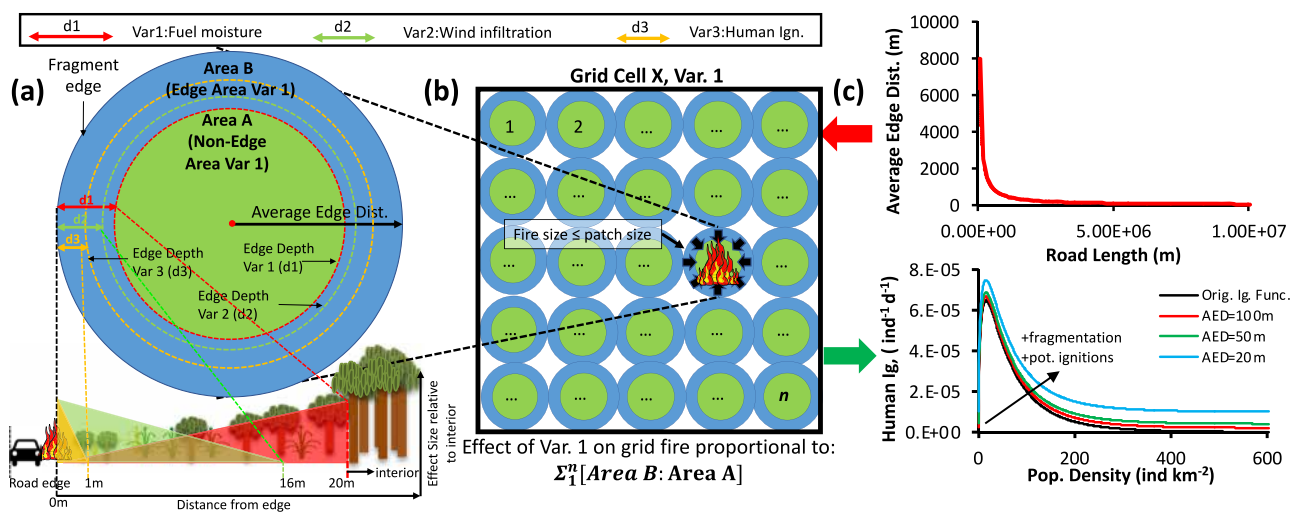 d1 Var1:Fuel moisture d2 Var2:Wind infiltration d3 Var3:Human Ign.
(a)
Fragment
edge
Area B
(Edge Area Var 1)
Area A
(Non-Edge
Area Var 1)
d1
d2
d3
Average Edge Dist.
Edge Depth
Var 3 (d3)
Edge Depth
Var 1 (d1)
Edge Depth
Var 2 (d2)
Effect Size relative
to interior
interior
Road edge
0m
1m
16m
20m
Distance from edge
(b)
Grid Cell X, Var. 1
1 2 ... ... ...
... ... ... ... ...
Fire size ≤ patch size
... ... ... ...
... ... ... ... ...
... ... ... ... n
Effect of Var. 1 on grid fire proportional to:
Σ₁ⁿ[Area B: Area A]
(c)
Average Edge Dist. (m)
10000
8000
6000
4000
2000
0
0.00E+00 5.00E+06 1.00E+07
Road Length (m)
Human Ig, ( ind⁻¹ d⁻¹)
8.E-05
6.E-05
4.E-05
2.E-05
0.E+00
Orig. Ig. Func.
AED=100m
AED=50 m
AED=20 m
+fragmentation
+pot. ignitions
0 200 400 600
Pop. Density (ind km⁻²)